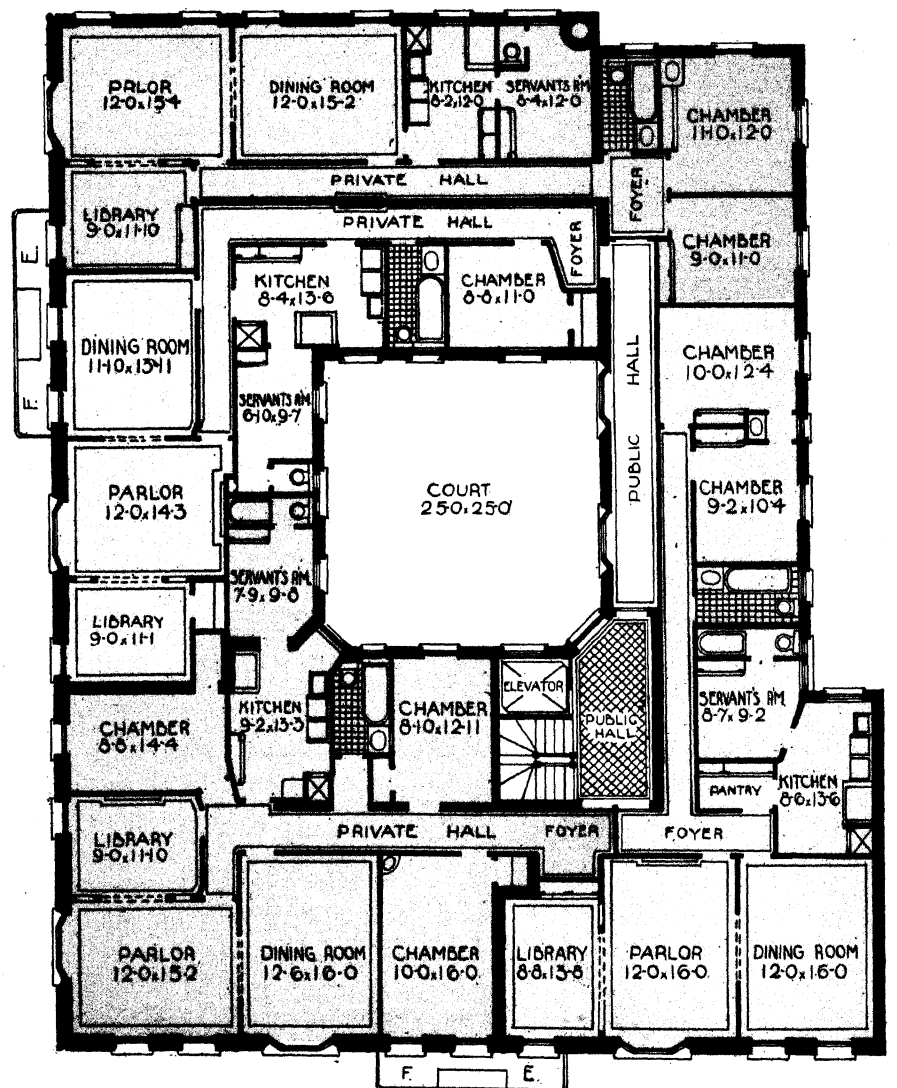 PARLOR
12-0x15-4
DINING ROOM
12-0x15-2
KITCHEN
8-2x12-0
SERVANTS RM
8-4x12-0
CHAMBER
11-0x12-0
PRIVATE HALL
FOYER
LIBRARY
9-0x11-10
PRIVATE HALL
FOYER
CHAMBER
9-0x11-0
F.
E.
KITCHEN
8-4x13-6
CHAMBER
8-8x11-0
DINING ROOM
11-10x13-11
SERVANT'S RM
6-10x9-7
PUBLIC HALL
CHAMBER
10-0x12-4
PARLOR
12-0x14-3
COURT
25-0x25-0
CHAMBER
9-2x10-4
SERVANT'S RM.
7-9x9-8
LIBRARY
9-0x11-1
CHAMBER
8-8x14-4
KITCHEN
9-2x13-3
CHAMBER
8-10x12-11
ELEVATOR
PUBLIC
HALL
SERVANT'S RM
8-7x9-2
PANTRY
KITCHEN
8-6x13-6
LIBRARY
9-0x11-0
PRIVATE HALL
FOYER
FOYER
PARLOR
12-0x15-2
DINING ROOM
12-6x16-0
CHAMBER
10-0x16-0
LIBRARY
8-8x13-8
PARLOR
12-0x16-0
DINING ROOM
12-0x16-0
F.
E.